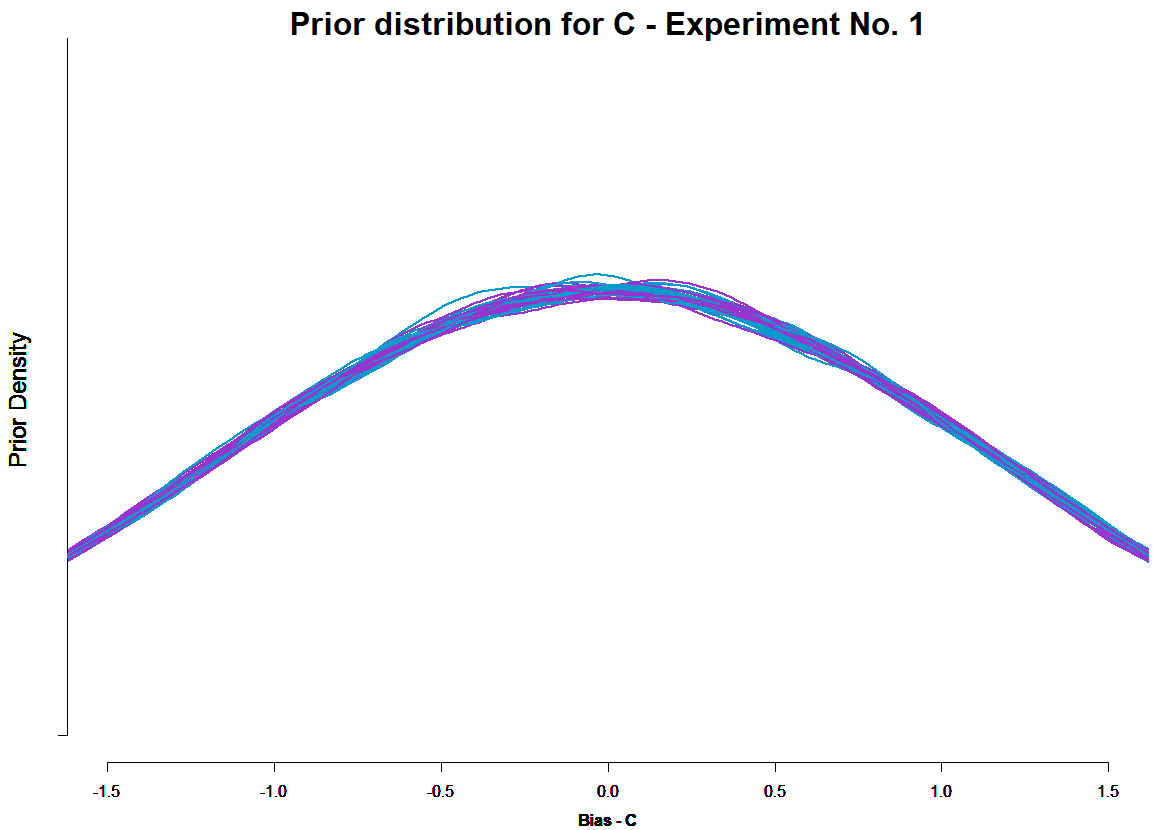 Prior distribution for C - Experiment No. 1
Prior Density
-1.5 -1.0 -0.5 0.0 0.5 1.0 1.5
Bias - C